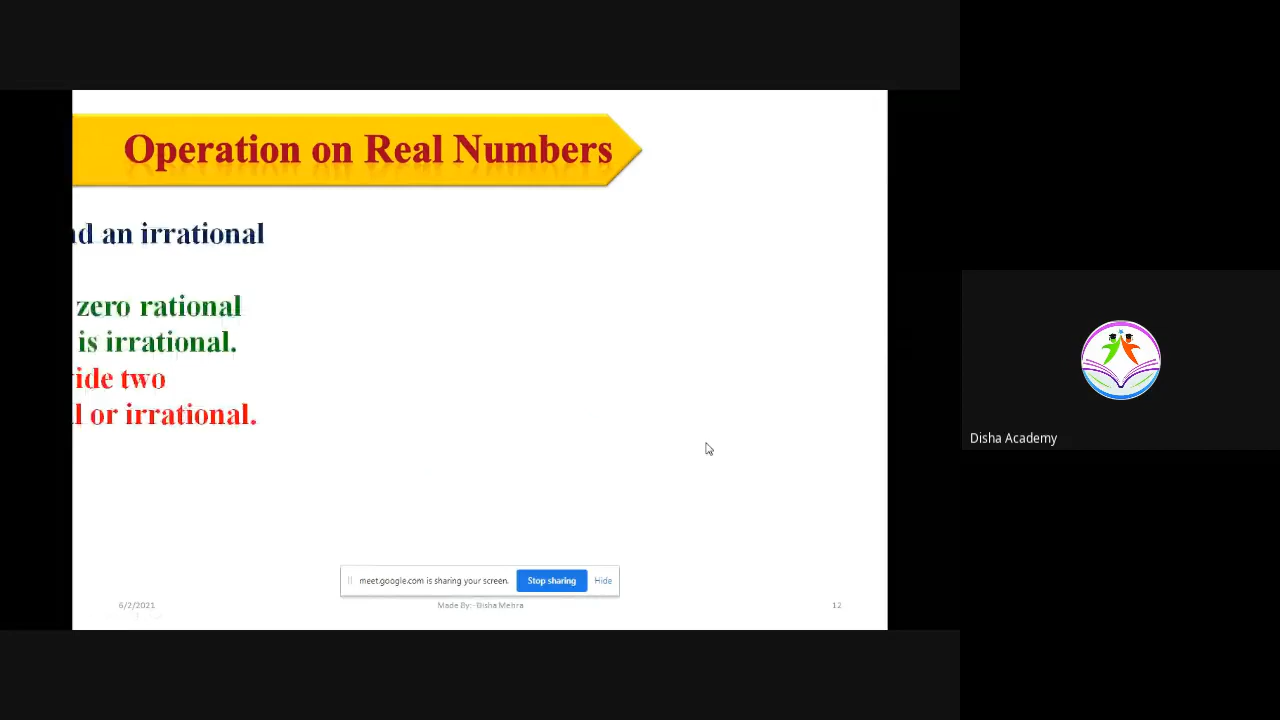 Operation on Real Numbers
an irrational
zero rational
is irrational.
two
or irrational.
meet.google.com is sharing your screen.
Stop sharing
Hide
6/2/2021
Made By:- Disha Mehra
12
Disha Academy